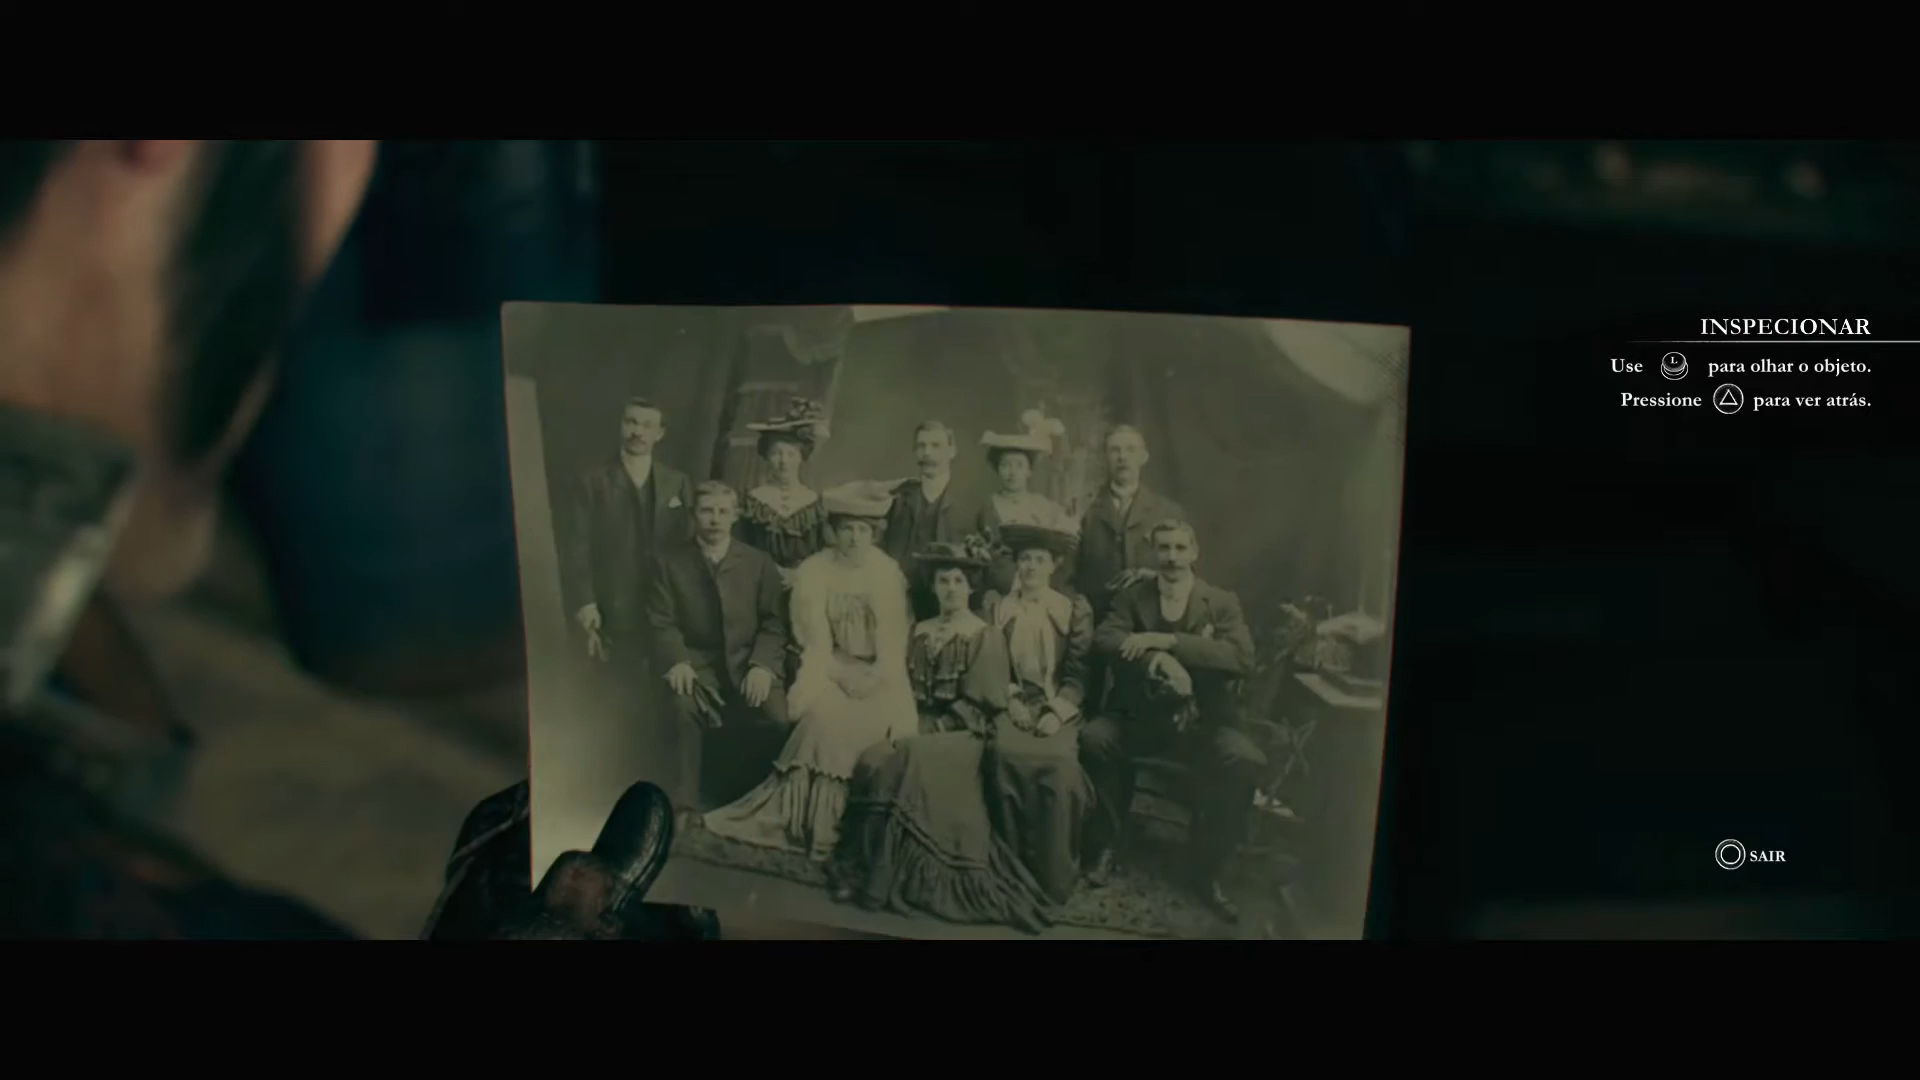 INSPECIONAR
Use L para olhar o objeto.
Pressione para ver atrás.
SAIR